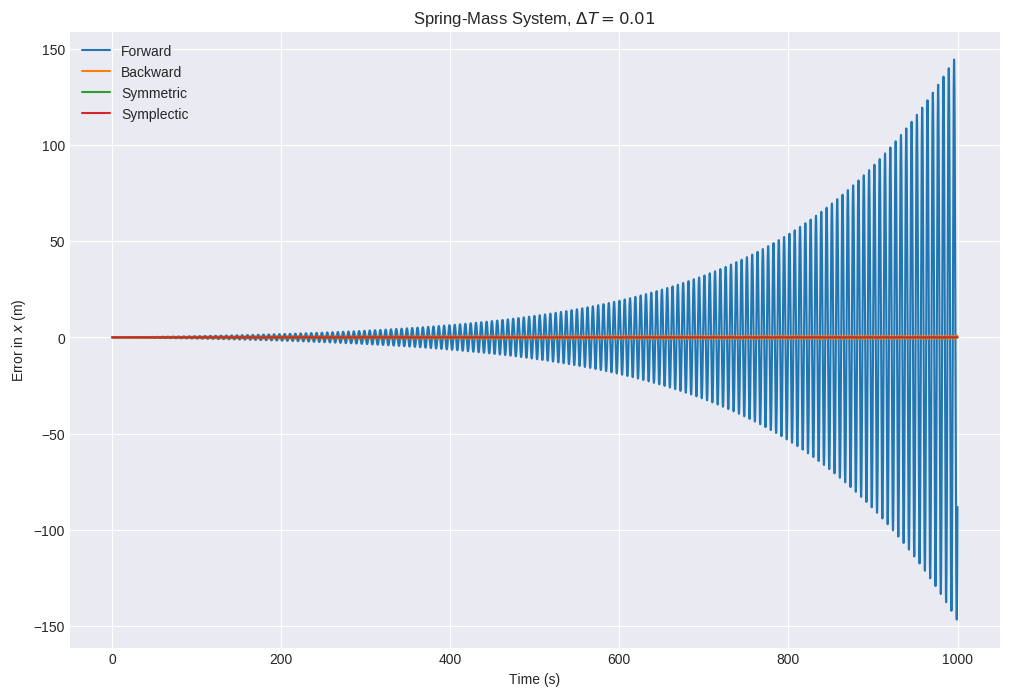 Spring-Mass System, ΔT = 0.01
Forward
Backward
Symmetric
Symplectic
150
100
50
0
−50
−100
−150
Error in x (m)
0 200 400 600 800 1000
Time (s)